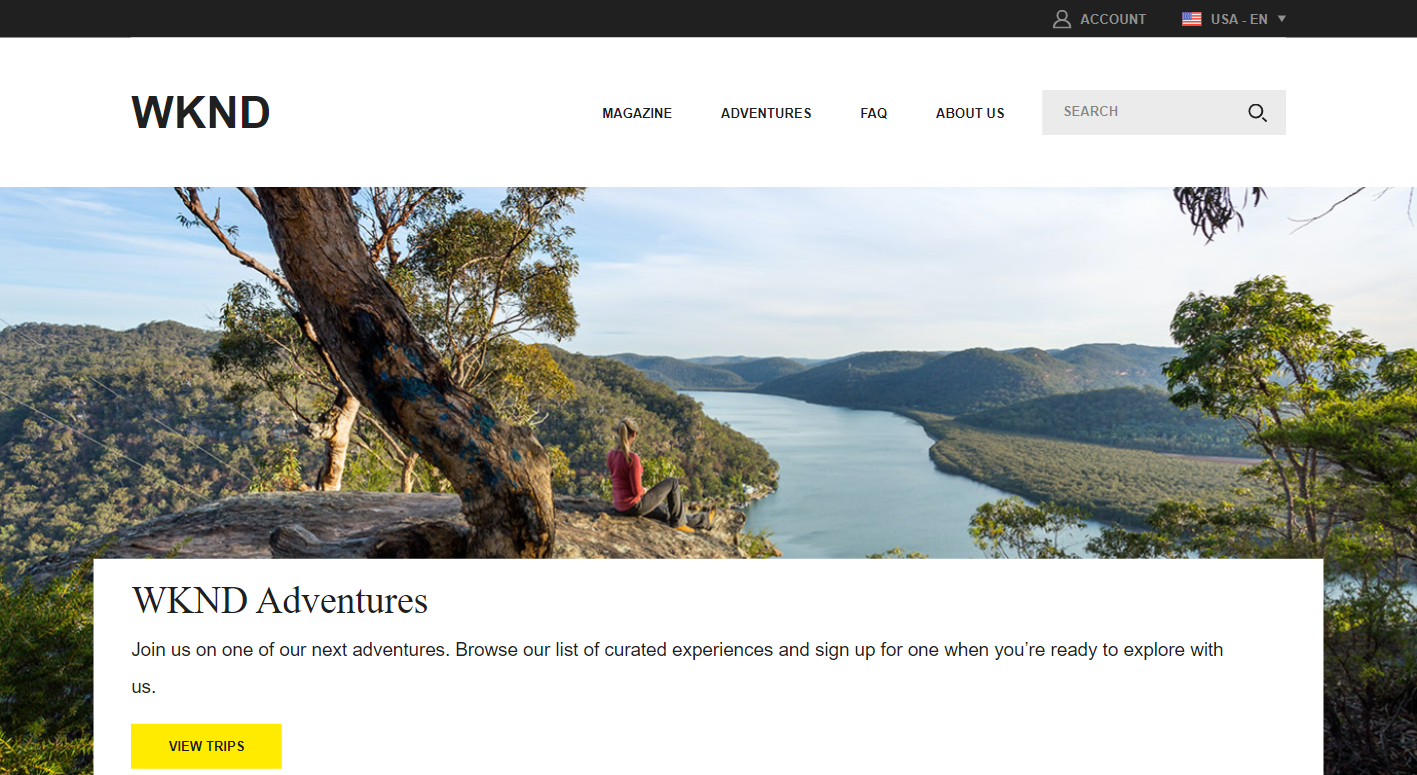 ACCOUNT
USA - EN
WKND
MAGAZINE
ADVENTURES
FAQ
ABOUT US
SEARCH
WKND Adventures
Join us on one of our next adventures. Browse our list of curated experiences and sign up for one when you’re ready to explore with
us.
VIEW TRIPS